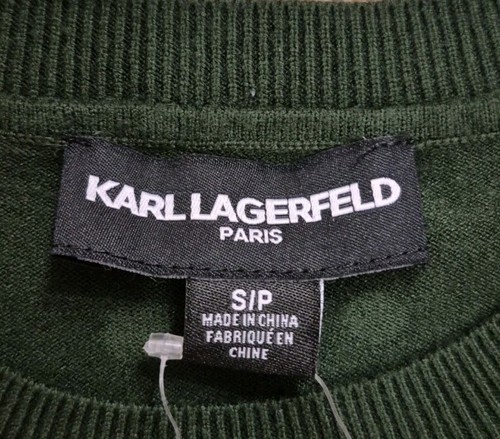 KARL LAGERFELD
PARIS
S/P
MADE IN CHINA
FABRIQUÉ EN
CHINE